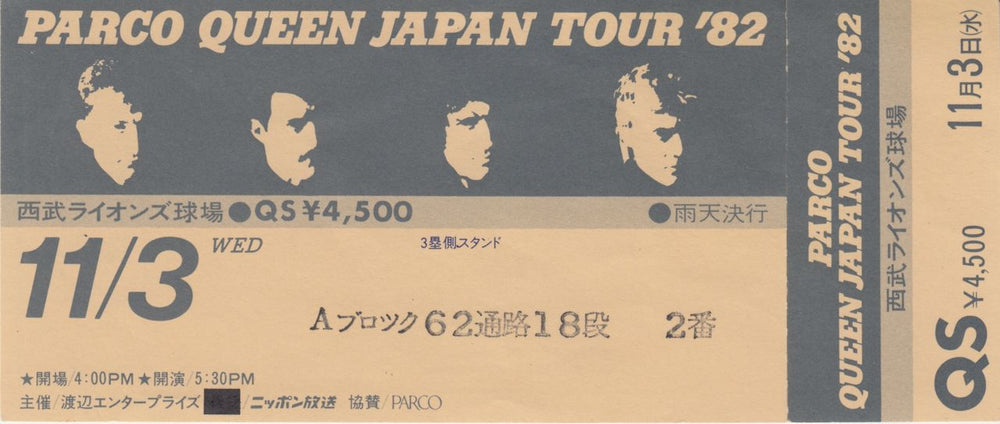 PARCO QUEEN JAPAN TOUR '82
西武ライオンズ球場●QS¥4,500 ●雨天決行
11/3 WED
3塁側スタンド
Aブロック62通路18段 2番
★開場/4:00PM★開演/5:30PM
主催/渡辺エンタープライズ /ニッポン放送 協賛/PARCO
PARCO
QUEEN JAPAN TOUR '82
西武ライオンズ球場
QS ¥4,500 11月3日(水)